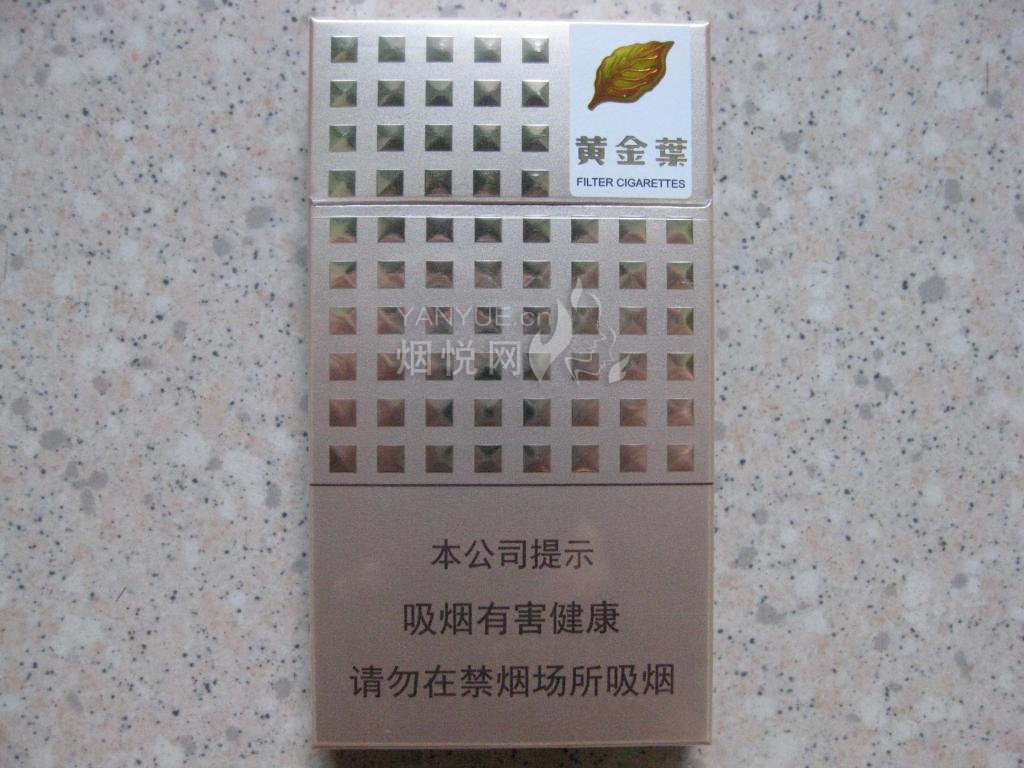 黄金葉
FILTER CIGARETTES
YANYUE.cn
烟悦网
本公司提示
吸烟有害健康
请勿在禁烟场所吸烟